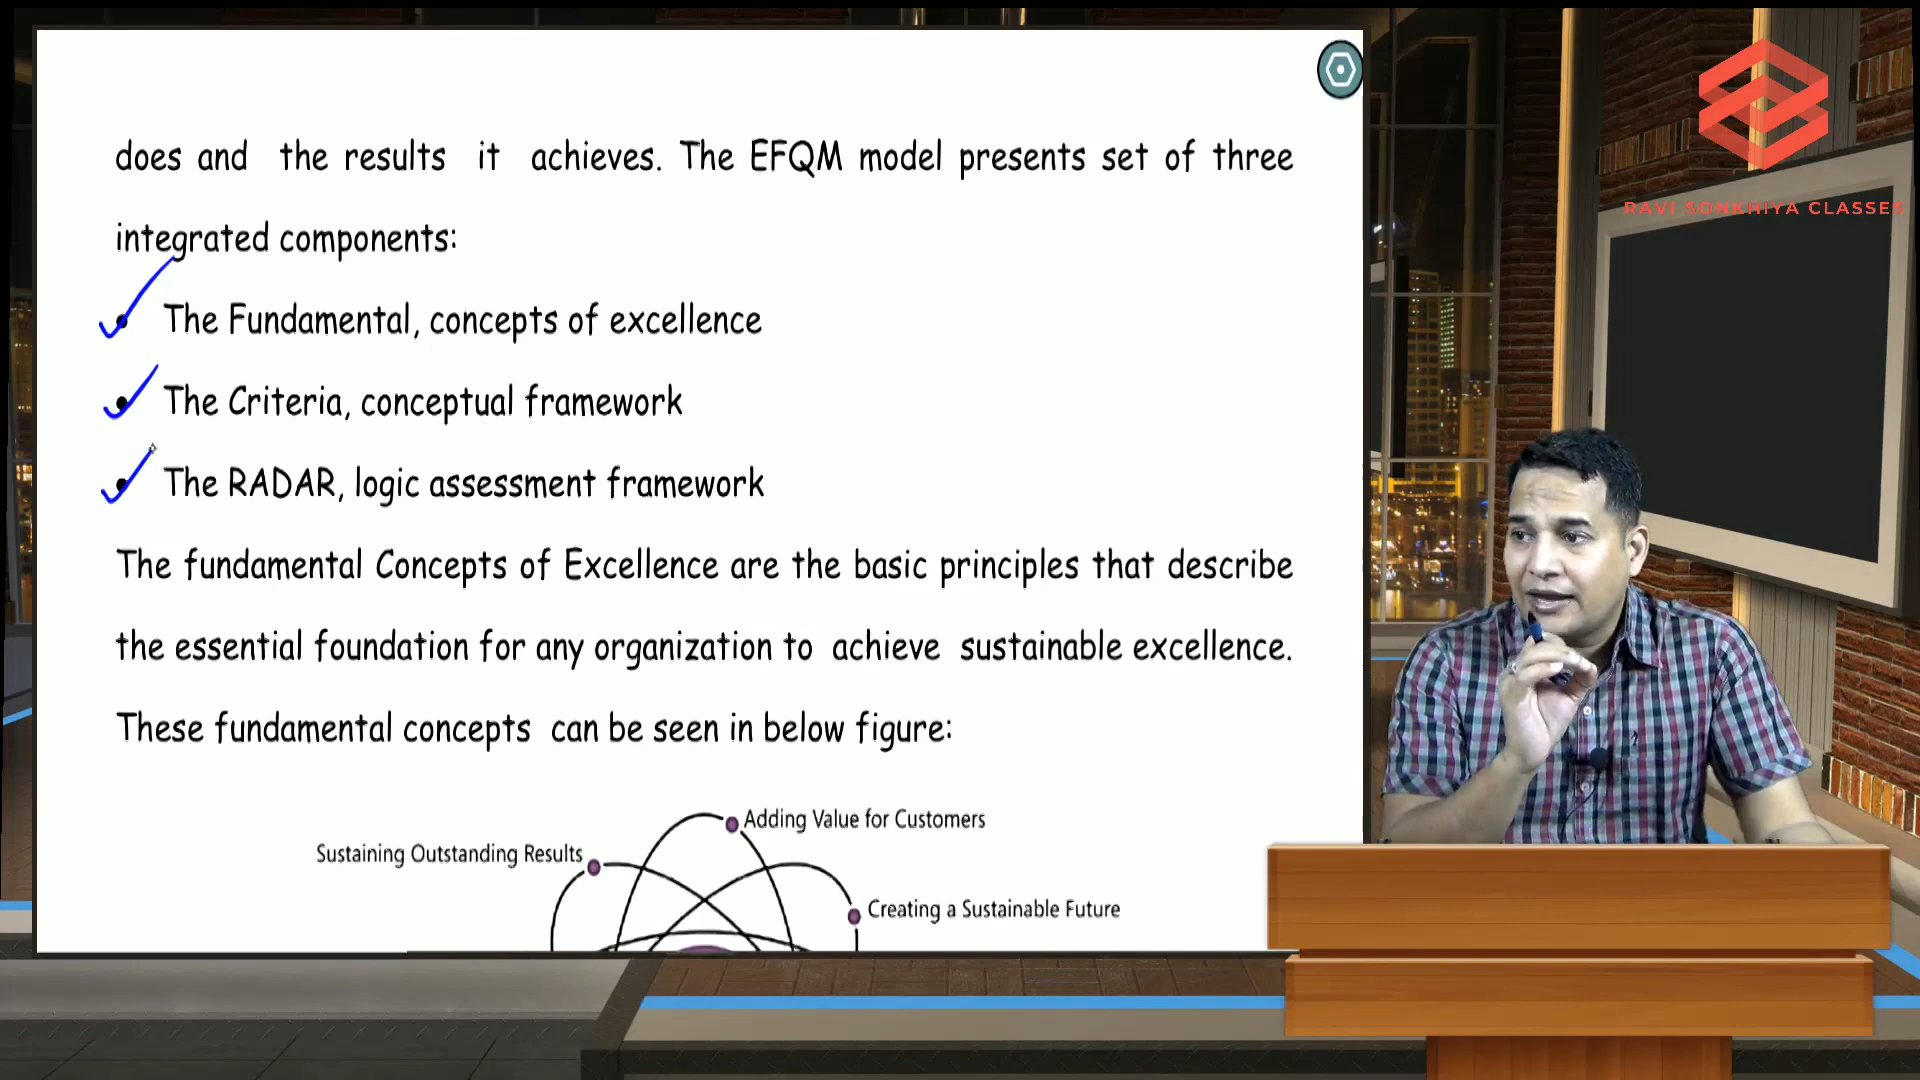 does and the results it achieves. The EFQM model presents set of three
integrated components:
• The Fundamental, concepts of excellence
• The Criteria, conceptual framework
• The RADAR, logic assessment framework
The fundamental Concepts of Excellence are the basic principles that describe
the essential foundation for any organization to achieve sustainable excellence.
These fundamental concepts can be seen in below figure:
Adding Value for Customers
Sustaining Outstanding Results
Creating a Sustainable Future
RAVI SONKHIYA CLASSES